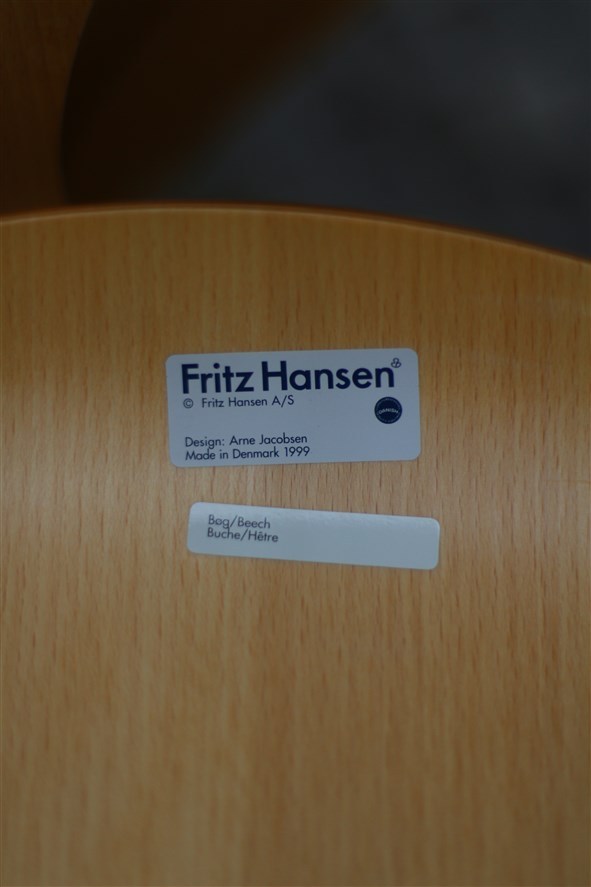 Fritz Hansen
© Fritz Hansen A/S
Design: Arne Jacobsen
Made in Denmark 1999
Bøg/Beech
Buche/Hêtre